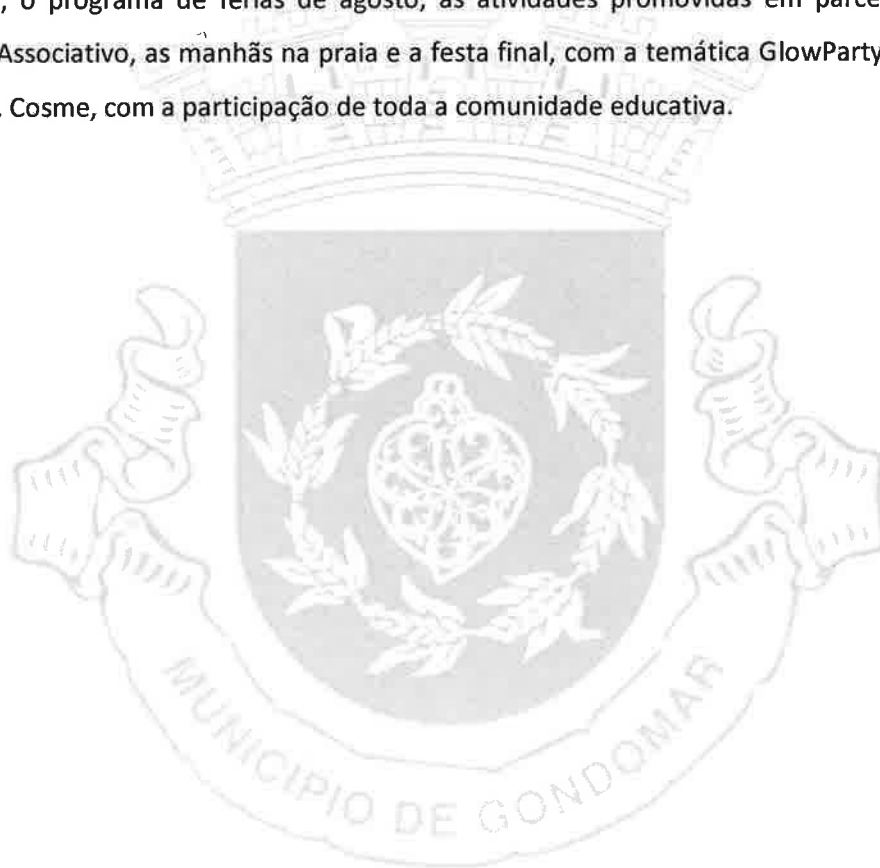 o programa de férias de agosto, as atividades promovidas em parce
Associativo, as manhãs na praia e a festa final, com a temática GlowParty
. Cosme, com a participação de toda a comunidade educativa.
MUNICIPIO DE GONDOMAR